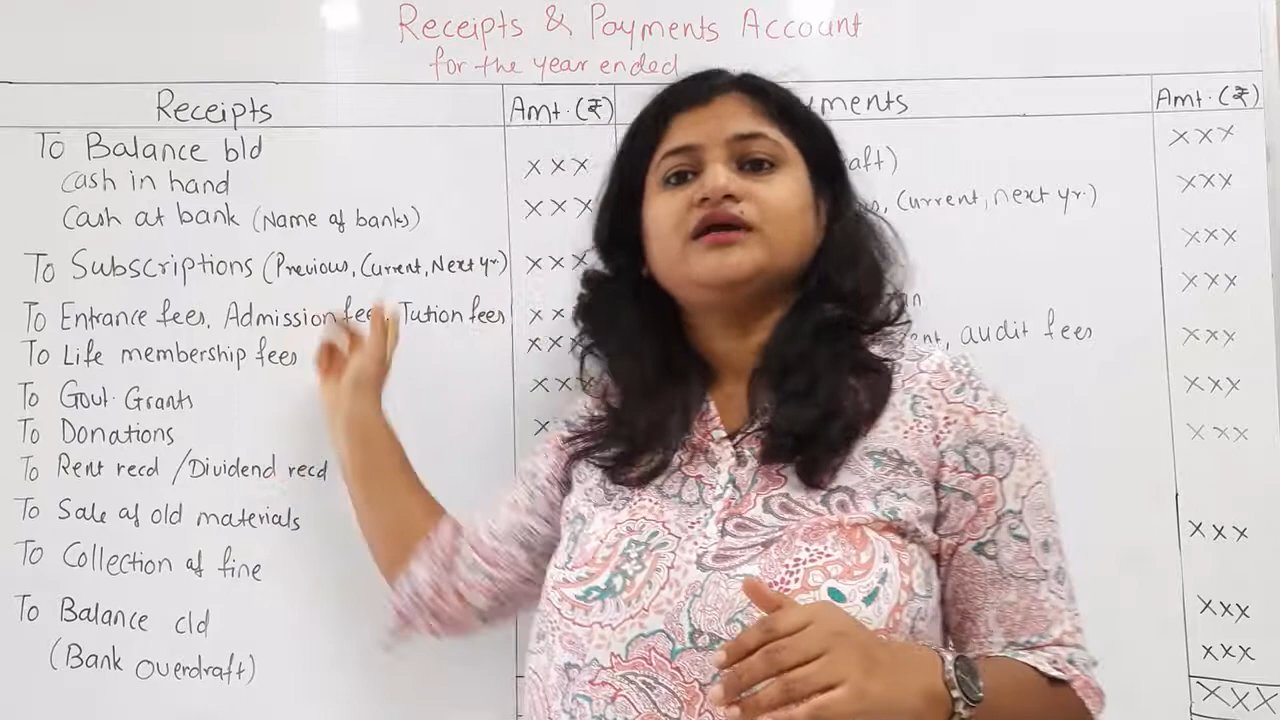 Receipts & Payments Account
for the year ended
Receipts
Amt. (₹)
Amt. (₹)
To Balance b/d
Cash in hand
xxx
Cash at bank (Name of banks)
xxx
To Subscriptions (Previous, Current, Next yr)
xxx
To Entrance fees, Admission fees, Tution fees
To Life membership fees
xxx
To Govt. Grants
xxx
To Donations
To Rent recd / Dividend recd
To Sale of old materials
To Collection of fine
To Balance c/d
(Bank overdraft)
xxx
current, next yr.)
xxx
xxx
xxx
audit fees
xxx
xxx
xxx
xxx
xxx
xxx
xxx